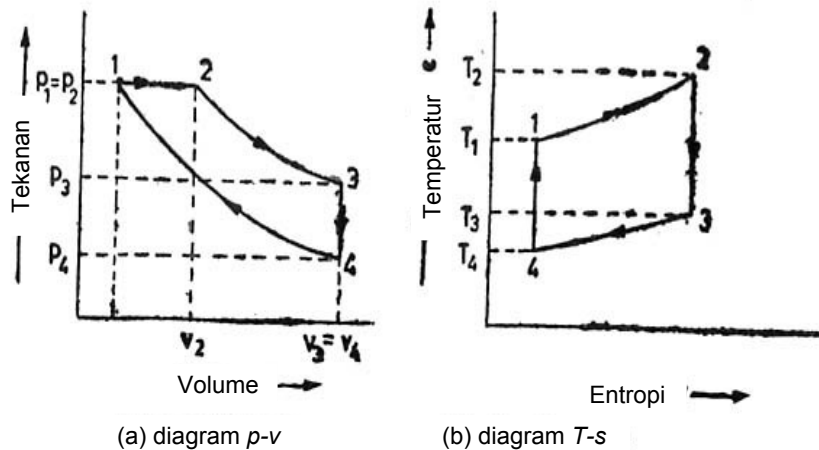 1 2
p₁=p₂
Tekanan
p₃
3
p₄
4
v₂
v₃ = v₄
Volume
(a) diagram p-v
e
T₂
2
1
T₁
Temperatur
T₃
3
T₄
4
Entropi
(b) diagram T-s